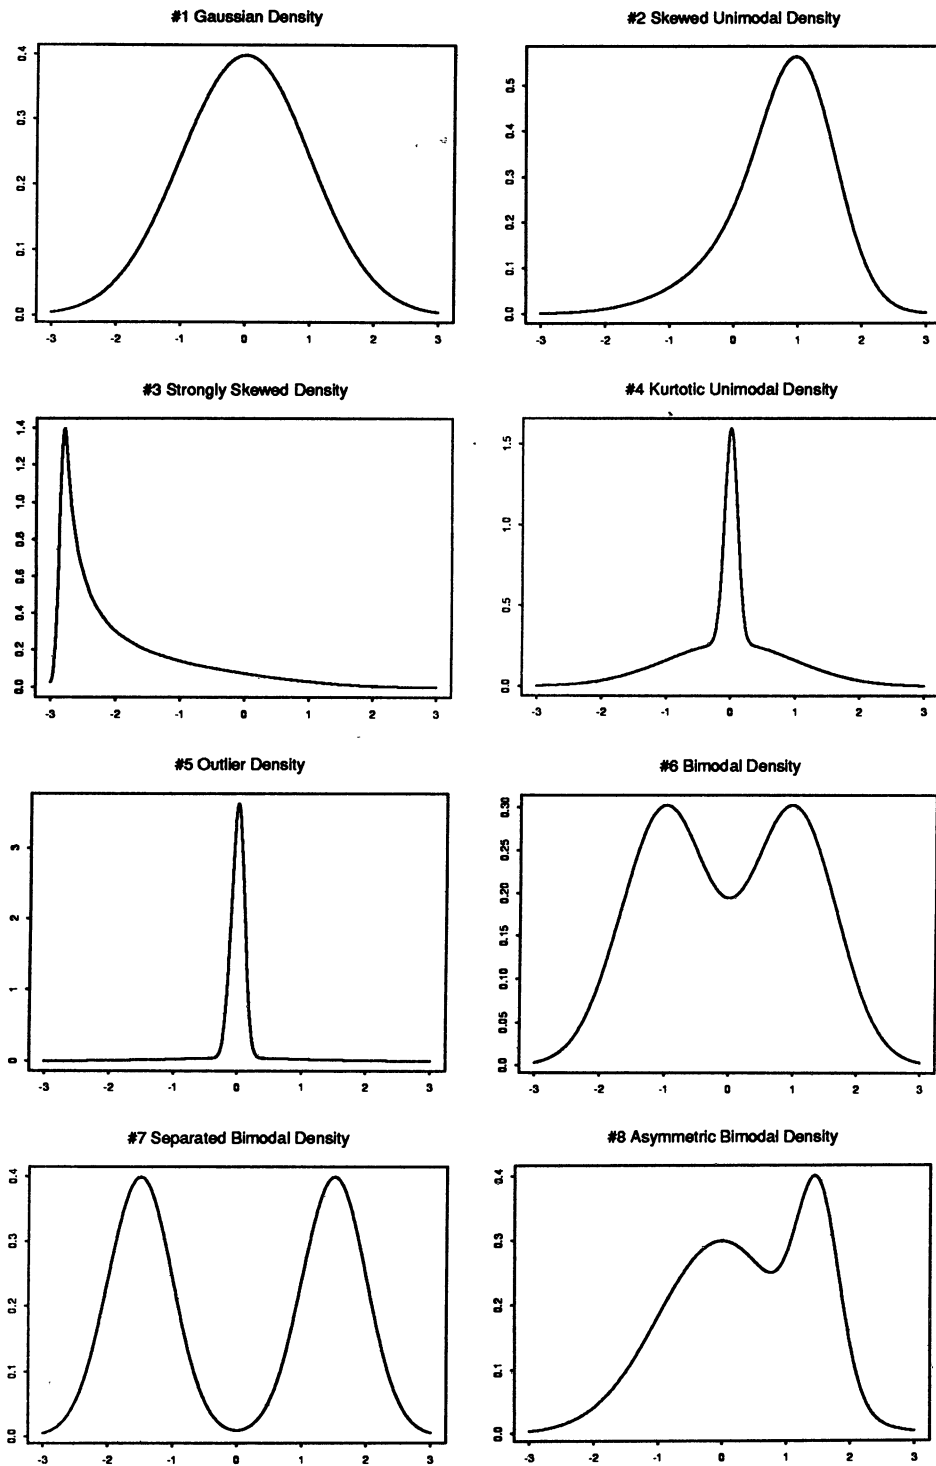 #1 Gaussian Density
0.4
0.3
0.2
0.1
0.0
-3 -2 -1 0 1 2 3
#2 Skewed Unimodal Density
0.5
0.4
0.3
0.2
0.1
0.0
-3 -2 -1 0 1 2 3
#3 Strongly Skewed Density
1.4
1.2
1.0
0.8
0.6
0.4
0.2
0.0
-3 -2 -1 0 1 2 3
#4 Kurtotic Unimodal Density
1.5
1.0
0.5
0.0
-3 -2 -1 0 1 2 3
#5 Outlier Density
3
2
1
0
-3 -2 -1 0 1 2 3
#6 Bimodal Density
0.30
0.25
0.20
0.15
0.10
0.05
0.0
-3 -2 -1 0 1 2 3
#7 Separated Bimodal Density
0.4
0.3
0.2
0.1
0.0
-3 -2 -1 0 1 2 3
#8 Asymmetric Bimodal Density
0.4
0.3
0.2
0.1
0.0
-3 -2 -1 0 1 2 3